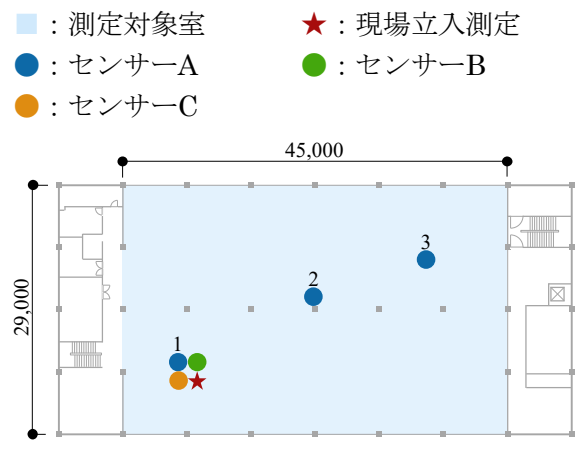 ：測定対象室
：現場立入測定
：センサーA
：センサーB
：センサーC
45,000
29,000
3
2
1